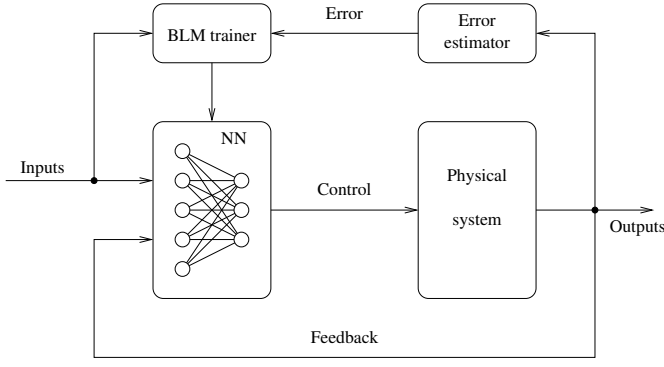 BLM trainer
Error
Error
estimator
NN
Inputs
Control
Physical
system
Outputs
Feedback